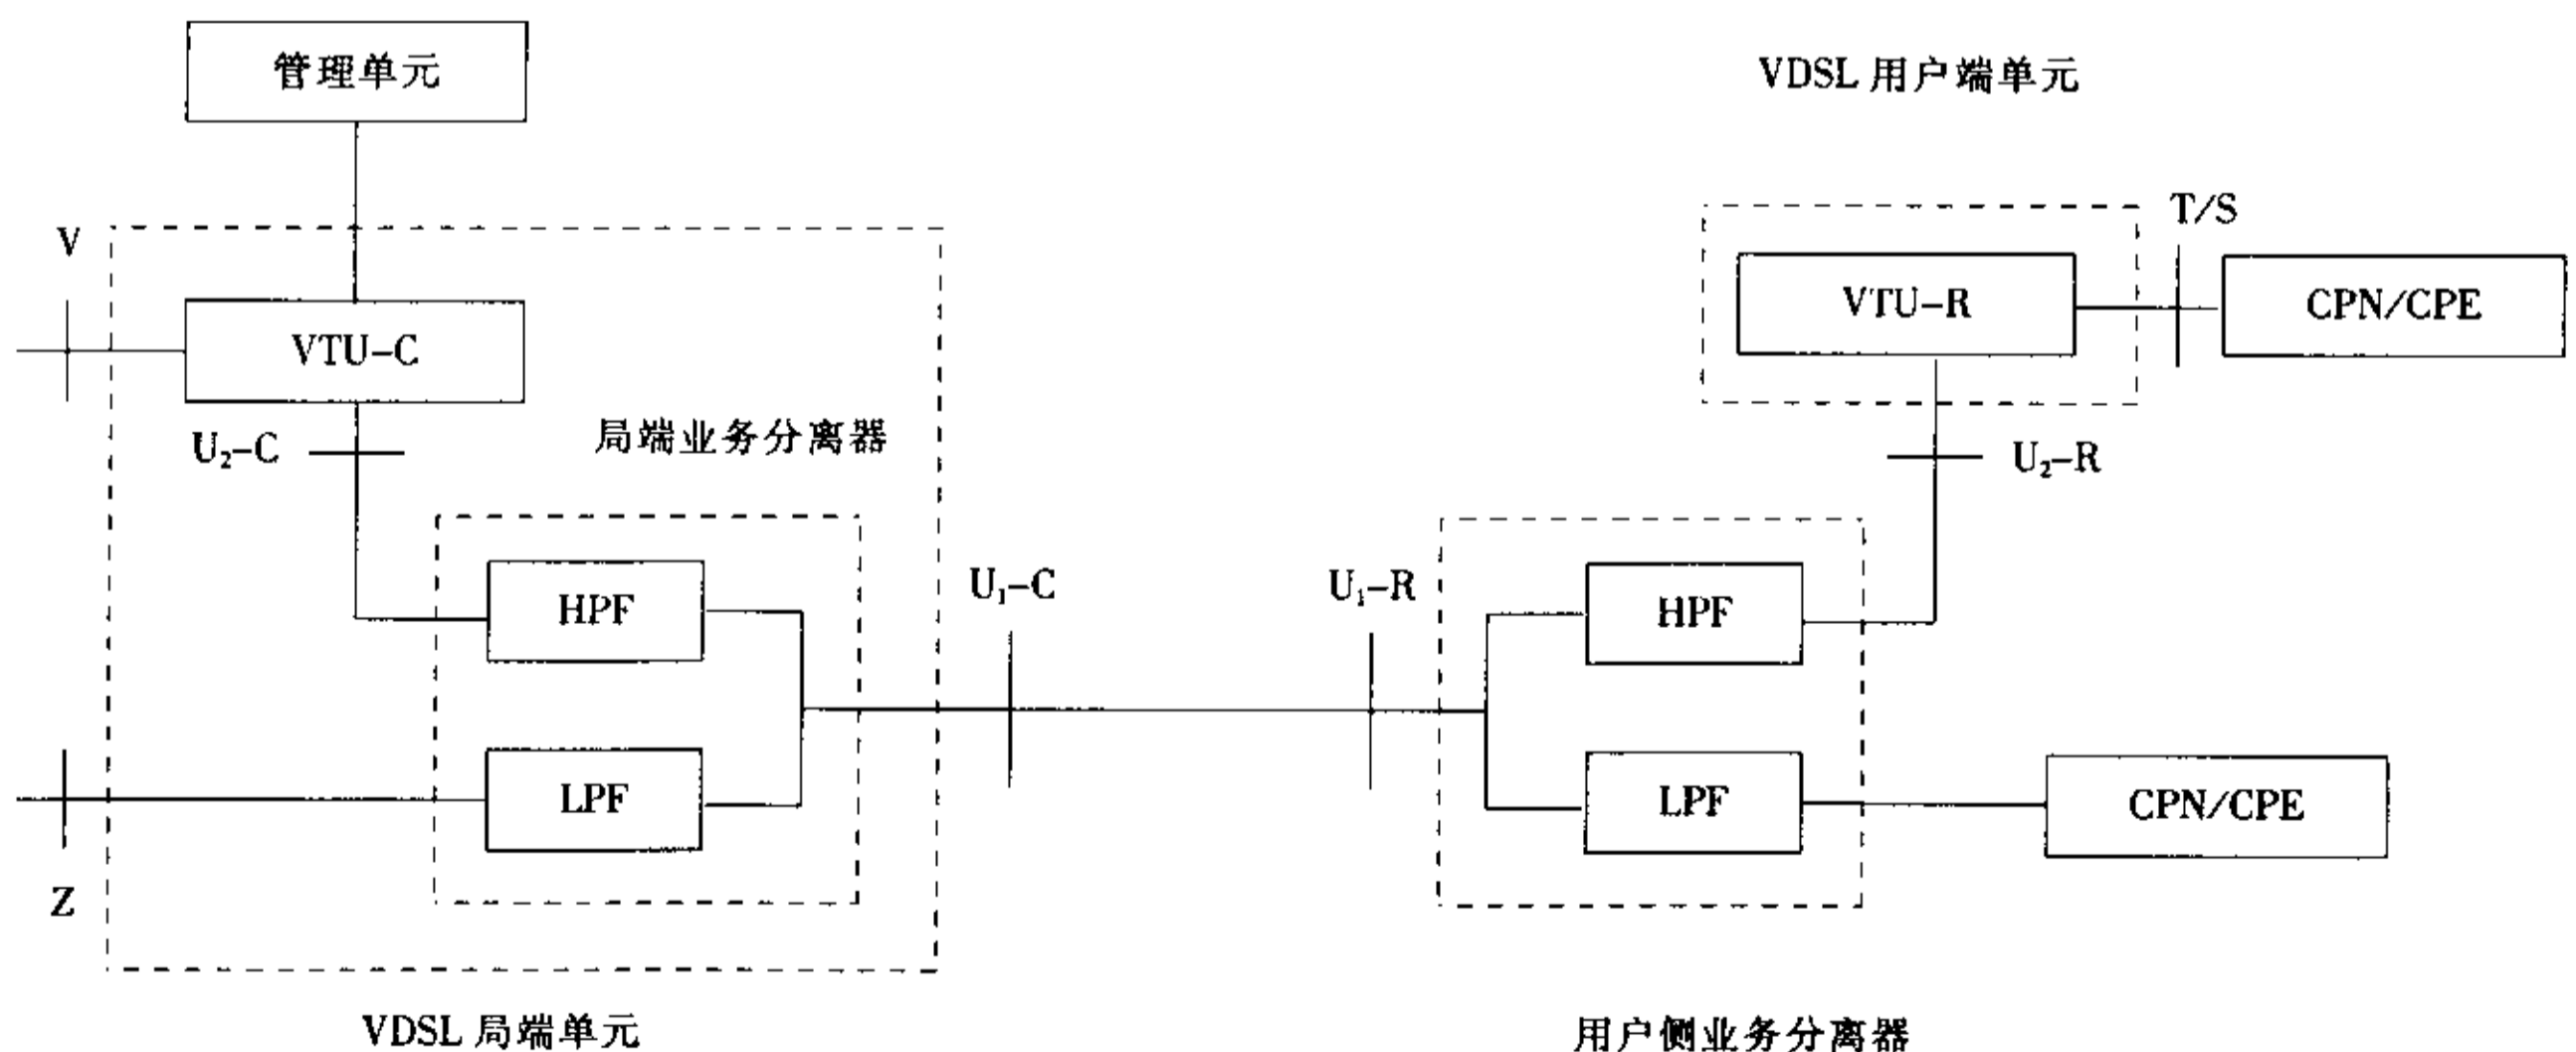 管理单元
VDSL 用户端单元
V
T/S
VTU-C
VTU-R
CPN/CPE
局端业务分离器
U₂-C
U₂-R
HPF
U₁-C
U₁-R
HPF
LPF
LPF
CPN/CPE
Z
VDSL 局端单元
用户侧业务分离器